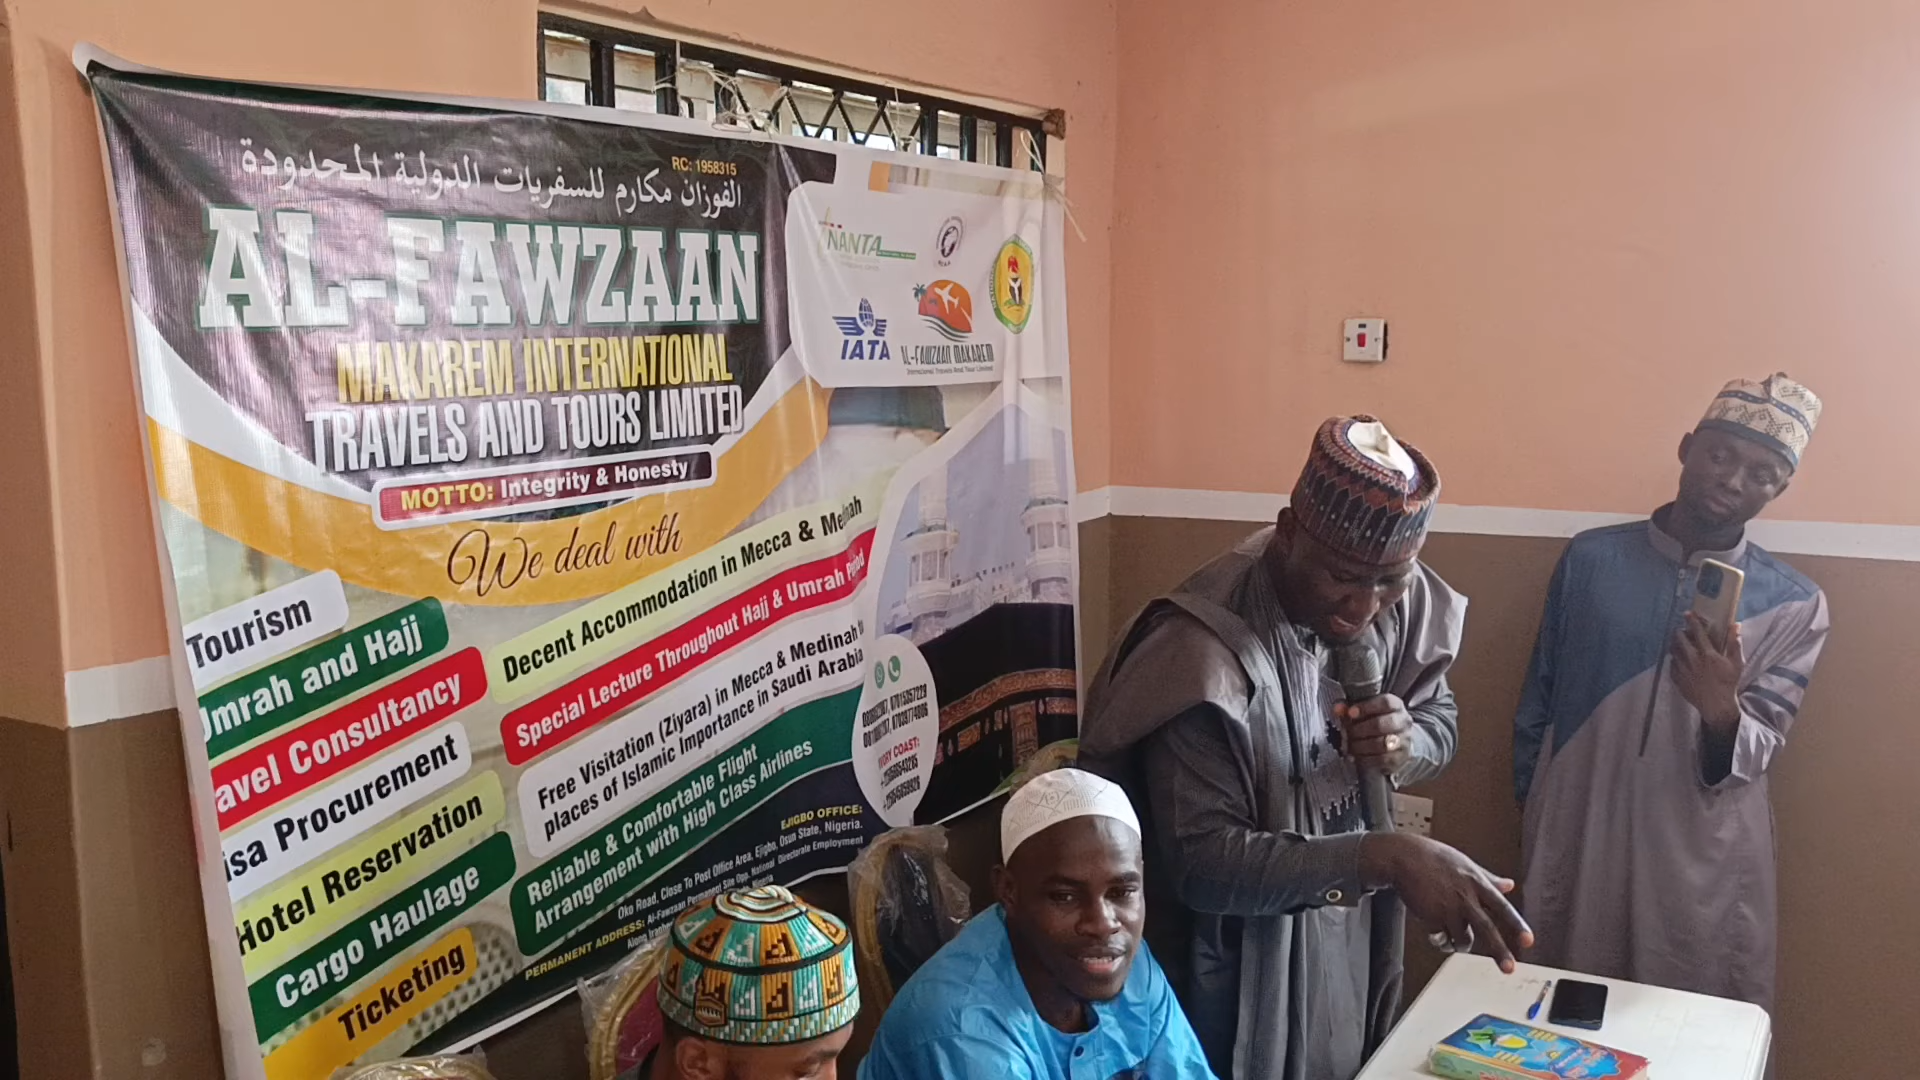 RC: 1958315
الفوزان مكارم للسفريات الدولية المحدودة
AL-FAWZAAN
MAKAREM INTERNATIONAL
TRAVELS AND TOURS LIMITED
MOTTO: Integrity & Honesty
We deal with
NANTA
IATA
AL-FAWZAAN MAKAREM
International Travels And Tour Limited
Tourism
Umrah and Hajj
avel Consultancy
isa Procurement
Hotel Reservation
Cargo Haulage
Ticketing
Decent Accommodation in Mecca & Medinah
Special Lecture Throughout Hajj & Umrah Period
Free Visitation (Ziyara) in Mecca & Medinah
places of Islamic Importance in Saudi Arabia
Reliable & Comfortable Flight
Arrangement with High Class Airlines
IVORY COAST:
EJIGBO OFFICE:
Oko Road, Close To Post Office Area, Ejigbo, Osun State, Nigeria.
PERMANENT ADDRESS: Al-Fawzaan Permanent Site Opp. National Directorate Employment
Along
Nigeria